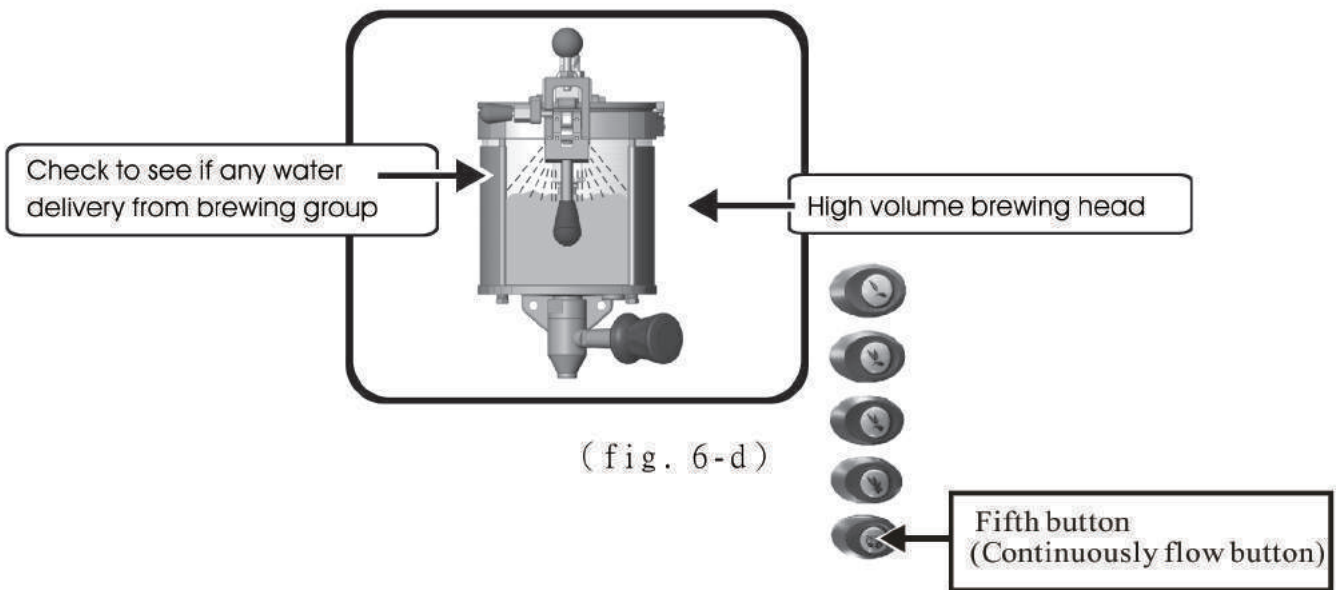 Check to see if any water
delivery from brewing group
High volume brewing head
(fig. 6-d)
Fifth button
(Continuously flow button)